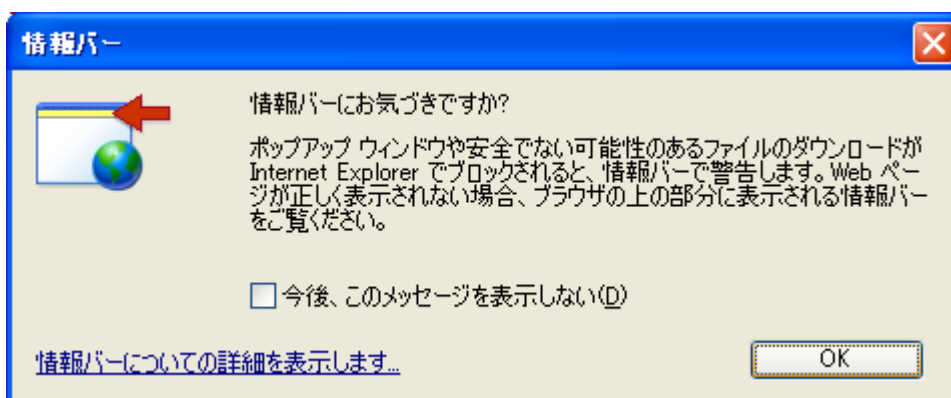 情報バー
情報バーにお気づきですか?
ポップアップ ウィンドウや安全でない可能性のあるファイルのダウンロードが
Internet Explorer でブロックされると、情報バーで警告します。Web ペー
ジが正しく表示されない場合、ブラウザの上の部分に表示される情報バー
をご覧ください。
今後、このメッセージを表示しない(D)
情報バーについての詳細を表示します...
OK